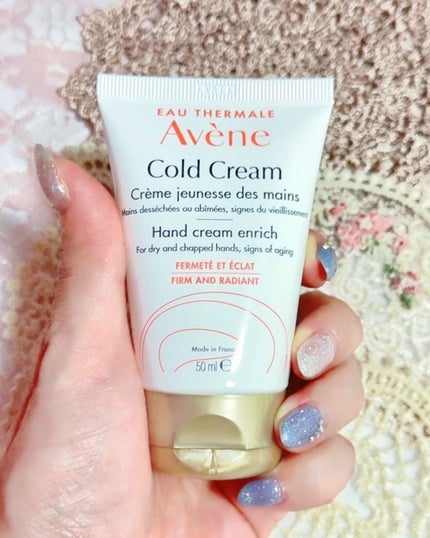 EAU THERMALE
Avène
Cold Cream
Crème jeunesse des mains
Mains desséchées ou abîmées, signes du vieillissement
Hand cream enrich
For dry and chapped hands, signs of aging
FERMETÉ ET ÉCLAT
FIRM AND RADIANT
Made in France
50 ml ℮